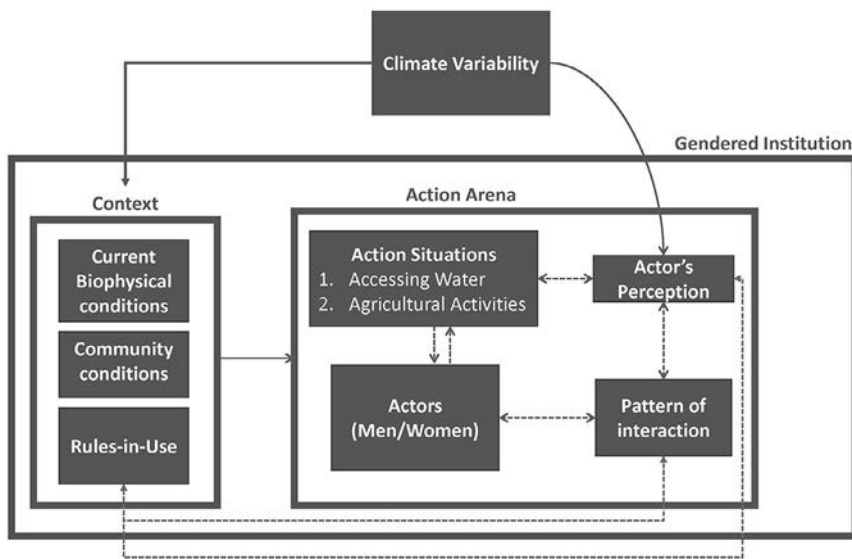 Climate Variability
Gendered Institution
Context
Action Arena
Current
Biophysical
conditions
Community
conditions
Rules-in-Use
Action Situations
1. Accessing Water
2. Agricultural Activities
Actor's
Perception
Actors
(Men/Women)
Pattern of
interaction